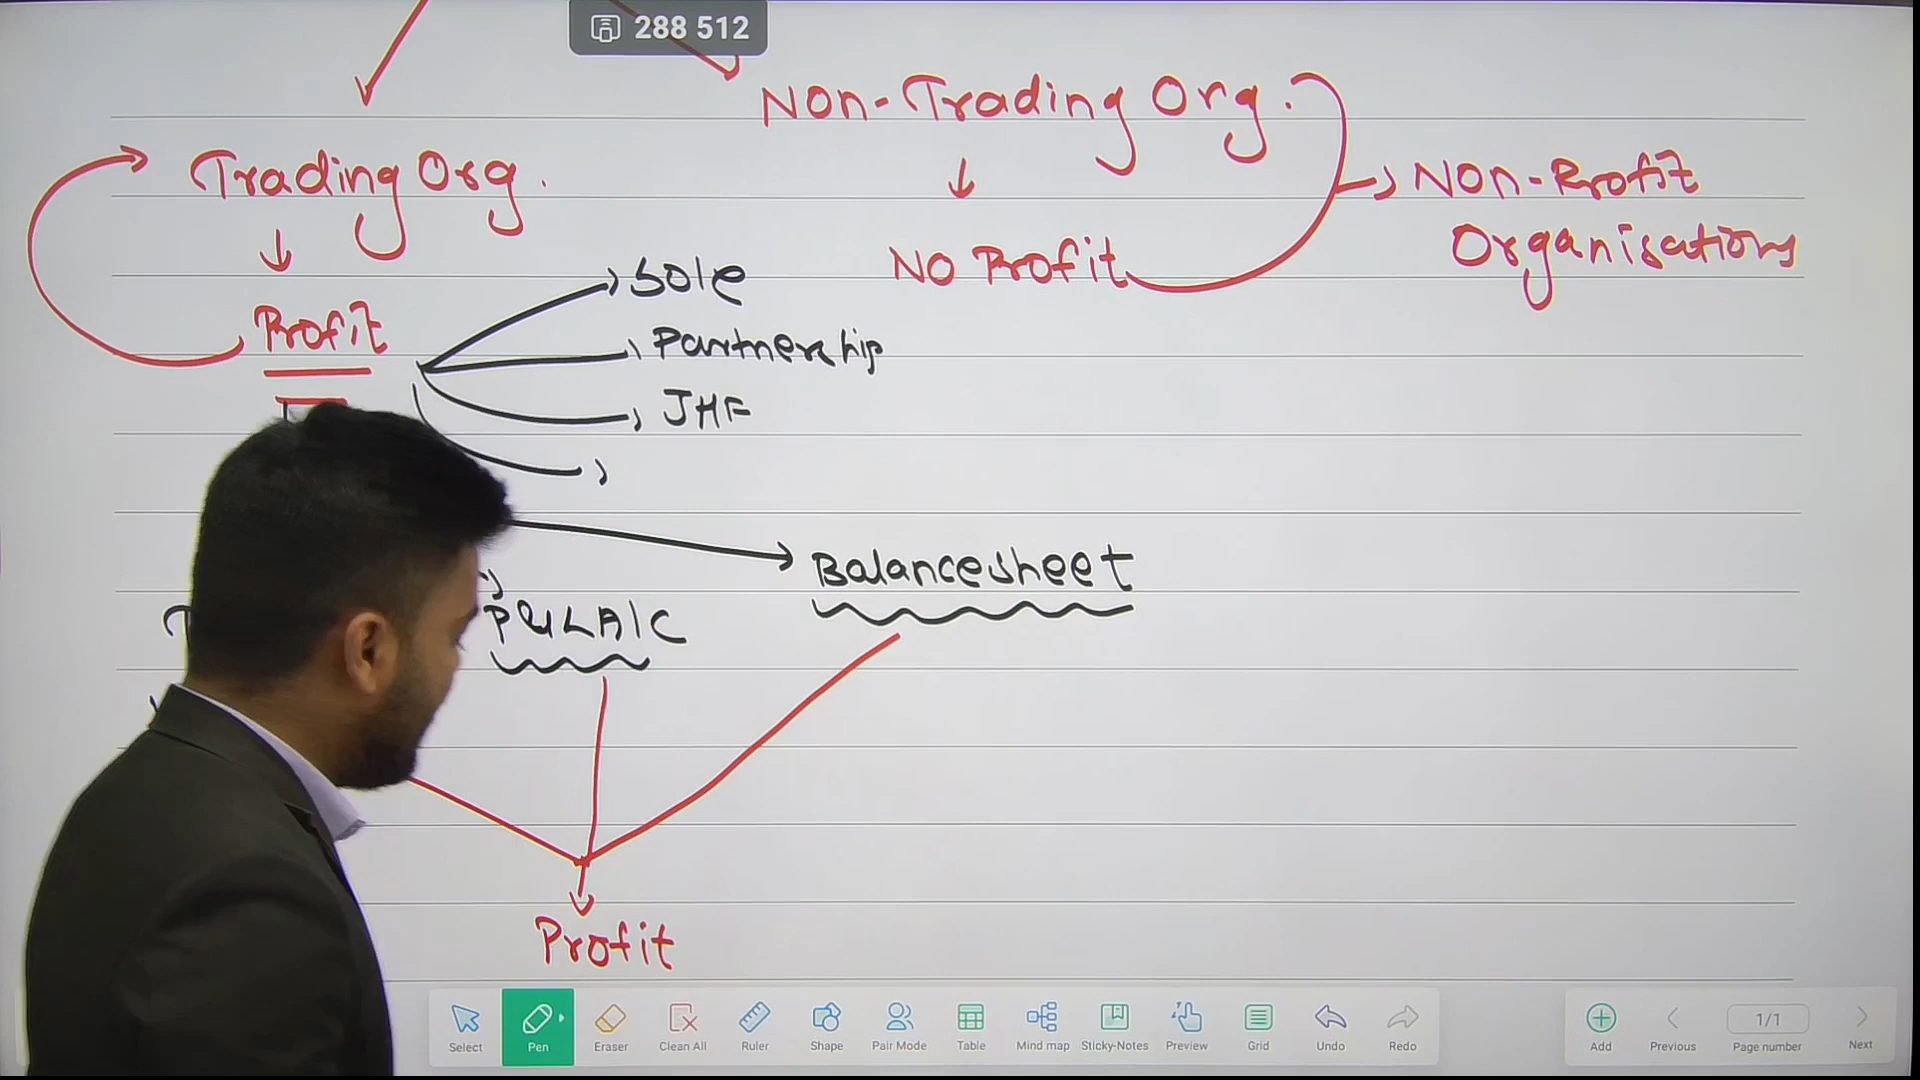 288 512
Non-Trading Org.
Trading Org.
Non-Profit
Organisations
No Profit
Profit
Sole
Partnership
JHF
Balancesheet
P&LA/C
Profit
Select
Pen
Eraser
Clean All
Ruler
Shape
Pair Mode
Table
Mind map
Sticky-Notes
Preview
Grid
Undo
Redo
Add
Previous
1/1
Page number
Next